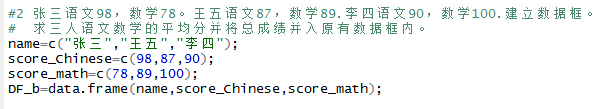 #2 张三语文98，数学78。王五语文87，数学89.李四语文90，数学100.建立数据框。
# 求三人语文数学的平均分并将总成绩并入原有数据框内。
name=c("张三","王五","李四");
score_Chinese=c(98,87,90);
score_math=c(78,89,100);
DF_b=data.frame(name,score_Chinese,score_math);